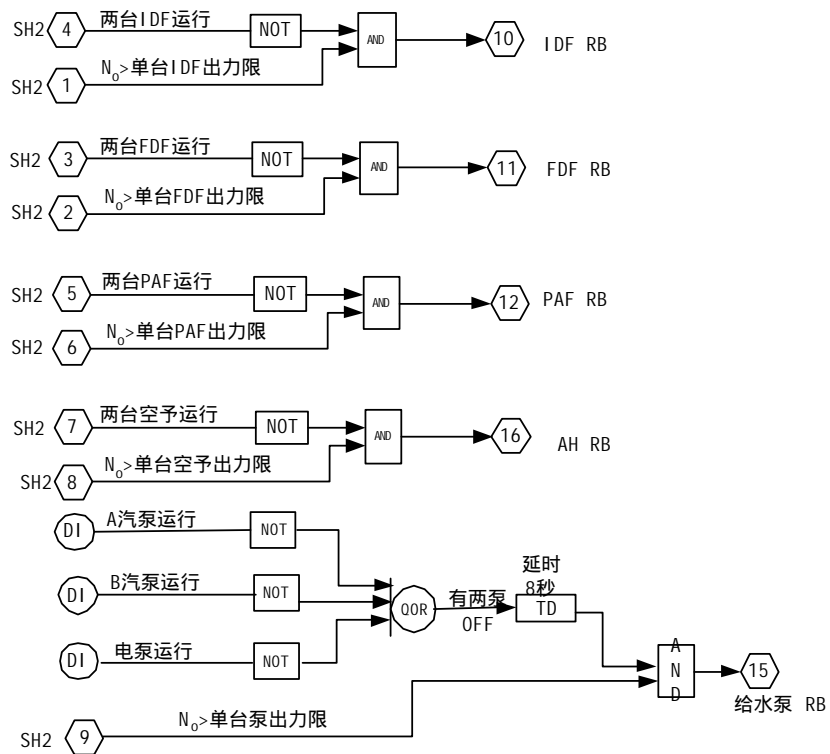 SH2 4 两台IDF运行 NOT AND 10 IDF RB
SH2 1 No>单台IDF出力限
SH2 3 两台FDF运行 NOT AND 11 FDF RB
SH2 2 No>单台FDF出力限
SH2 5 两台PAF运行 NOT AND 12 PAF RB
SH2 6 No>单台PAF出力限
SH2 7 两台空予运行 NOT AND 16 AH RB
SH2 8 No>单台空予出力限
DI A汽泵运行 NOT
DI B汽泵运行 NOT QOR 有两泵
OFF
延时
8秒
TD
DI 电泵运行 NOT
AND 15
给水泵 RB
SH2 9 No>单台泵出力限